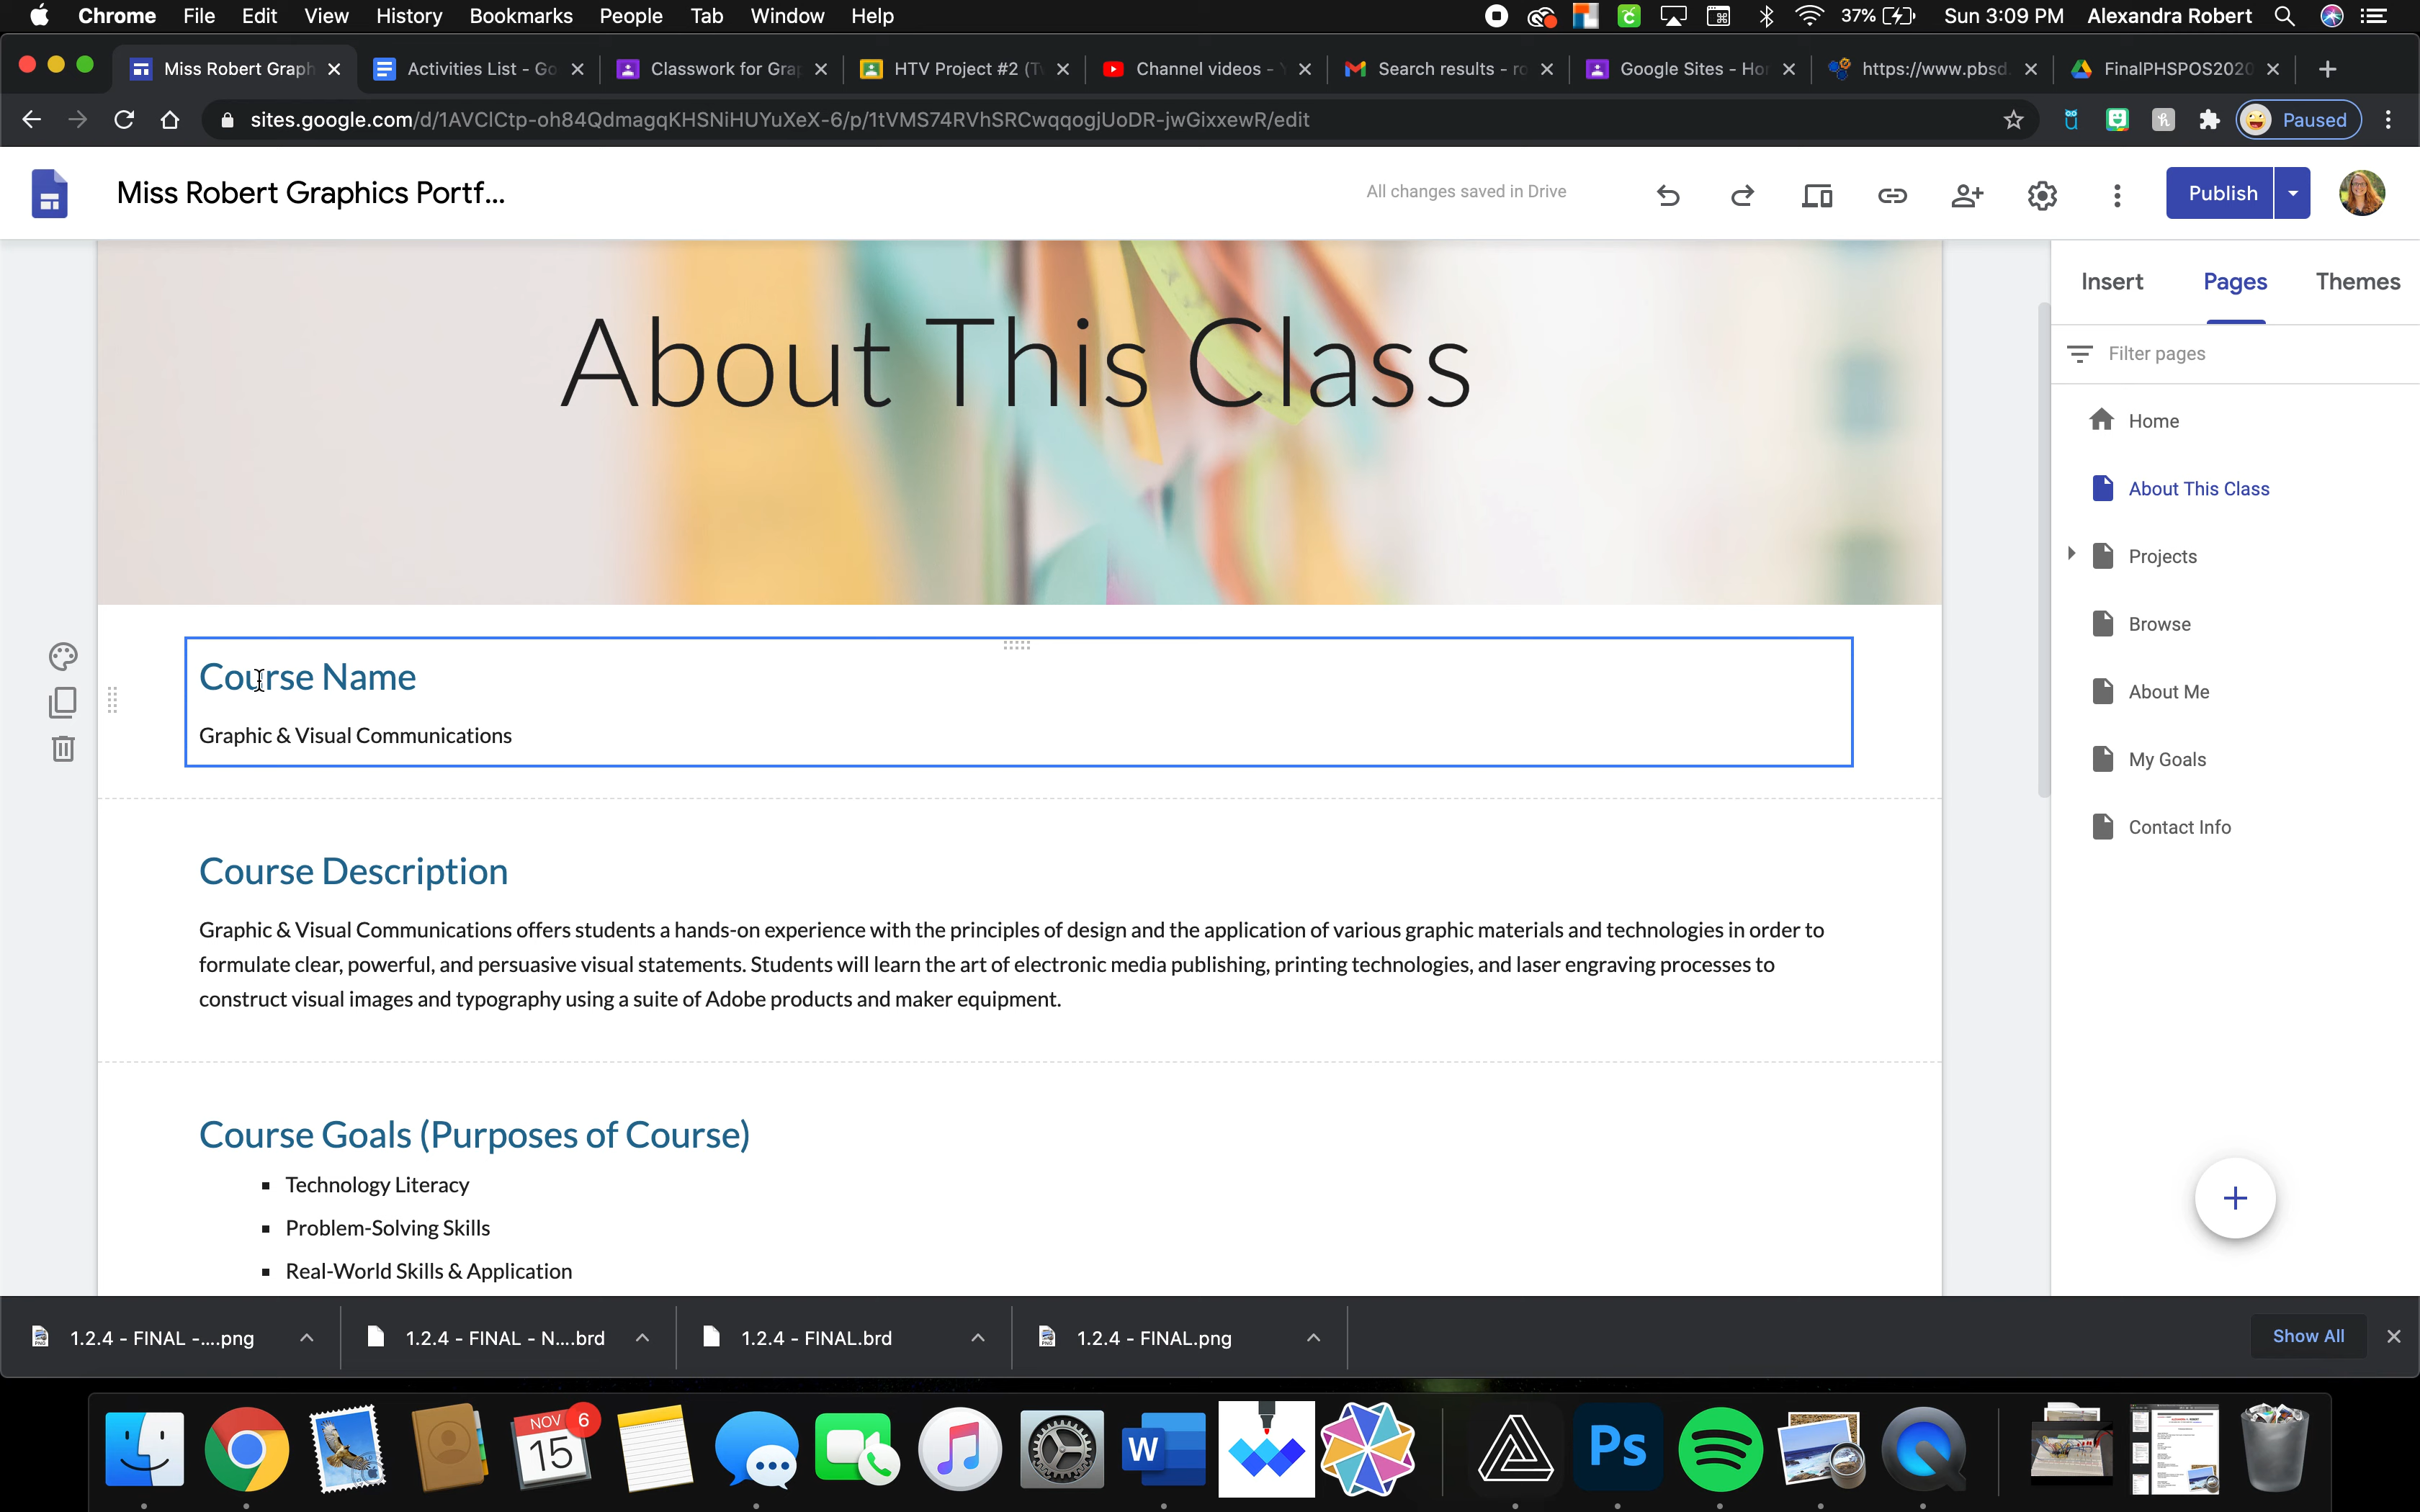 Chrome File Edit View History Bookmarks People Tab Window Help 37% Sun 3:09 PM Alexandra Robert
Miss Robert Graph Activities List - Go Classwork for Gra HTV Project #2 (T Channel videos - Search results - ro Google Sites - Ho https://www.pbsd. FinalPHSPOS2020
sites.google.com/d/1AVClCtp-oh84QdmagqKHSNiHUYuXeX-6/p/1tVMS74RVhSRCwqqogjUoDR-jwGixxewR/edit Paused
Miss Robert Graphics Portf... All changes saved in Drive Publish
Insert Pages Themes
Filter pages
Home
About This Class
Projects
Browse
About Me
My Goals
Contact Info
About This Class
Course Name
Graphic & Visual Communications
Course Description
Graphic & Visual Communications offers students a hands-on experience with the principles of design and the application of various graphic materials and technologies in order to
formulate clear, powerful, and persuasive visual statements. Students will learn the art of electronic media publishing, printing technologies, and laser engraving processes to
construct visual images and typography using a suite of Adobe products and maker equipment.
Course Goals (Purposes of Course)
▪ Technology Literacy
▪ Problem-Solving Skills
▪ Real-World Skills & Application
1.2.4 - FINAL -....png 1.2.4 - FINAL - N....brd 1.2.4 - FINAL.brd 1.2.4 - FINAL.png Show All
NOV 6
15
W
Ps